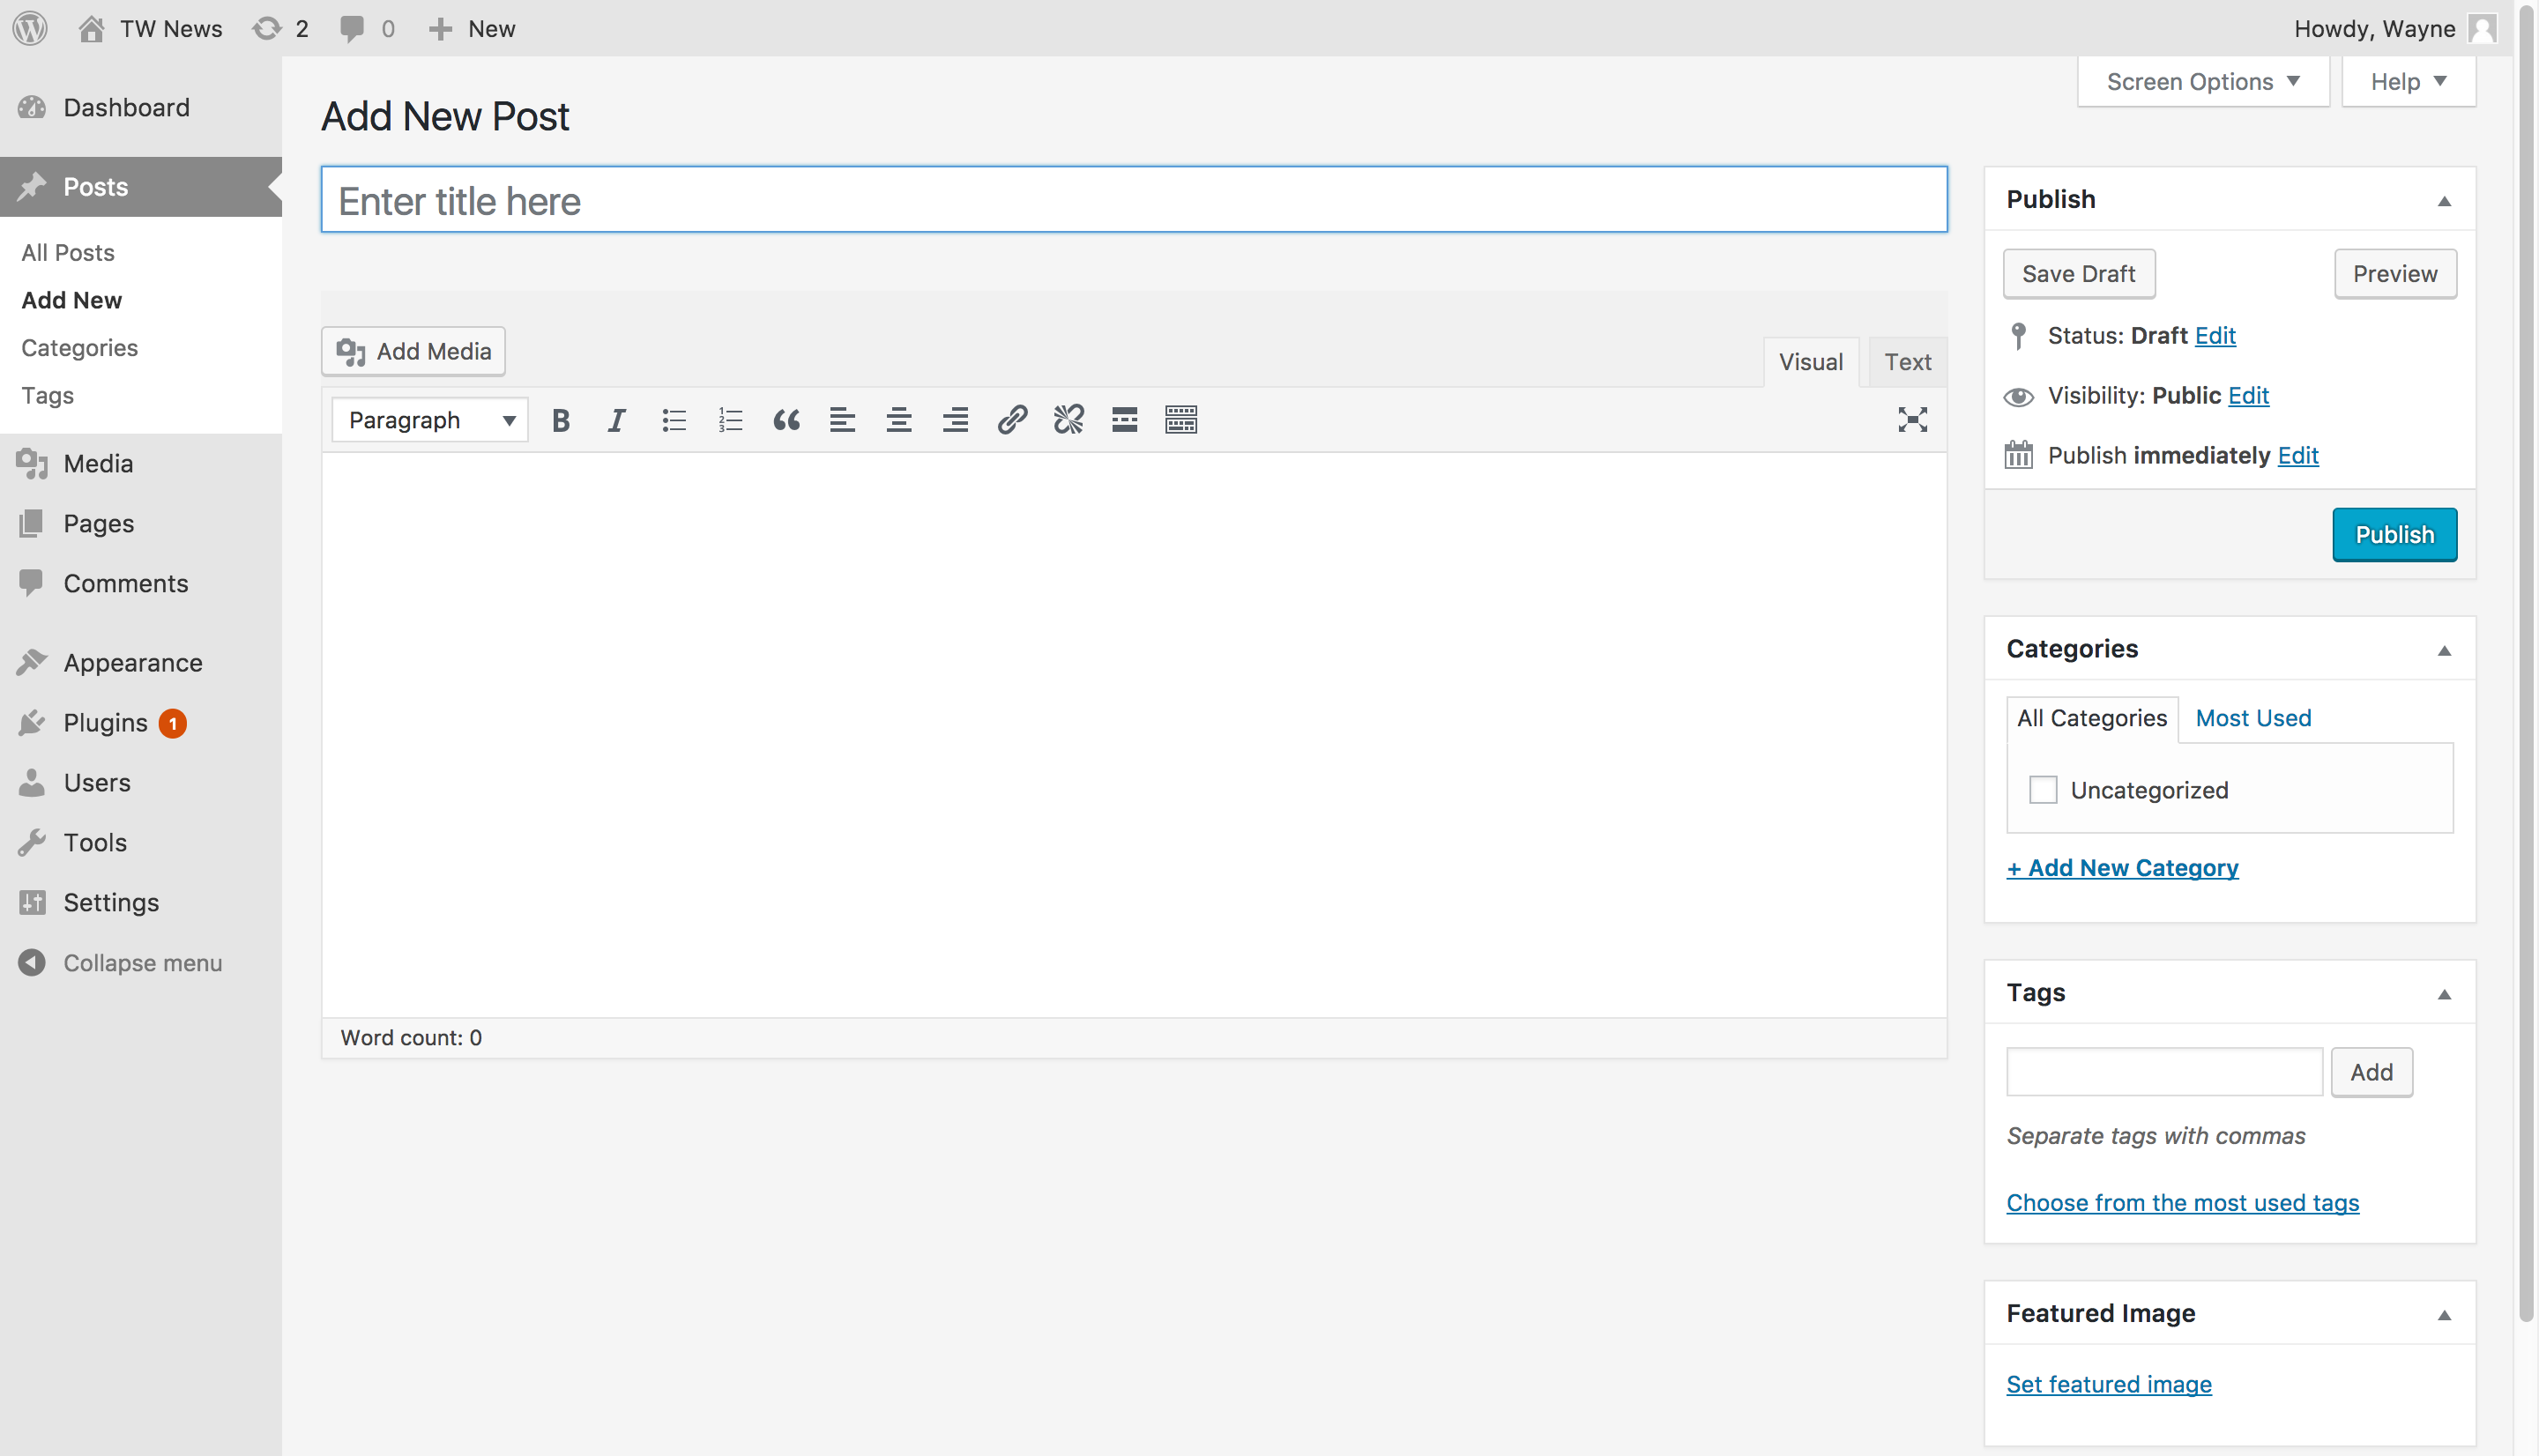 TW News 2 0 New Howdy, Wayne
Screen Options Help
Dashboard
Posts
All Posts
Add New
Categories
Tags
Media
Pages
Comments
Appearance
Plugins 1
Users
Tools
Settings
Collapse menu
Add New Post
Enter title here
Add Media
Visual Text
Paragraph
Word count: 0
Publish
Save Draft Preview
Status: Draft Edit
Visibility: Public Edit
Publish immediately Edit
Publish
Categories
All Categories Most Used
Uncategorized
+ Add New Category
Tags
Add
Separate tags with commas
Choose from the most used tags
Featured Image
Set featured image